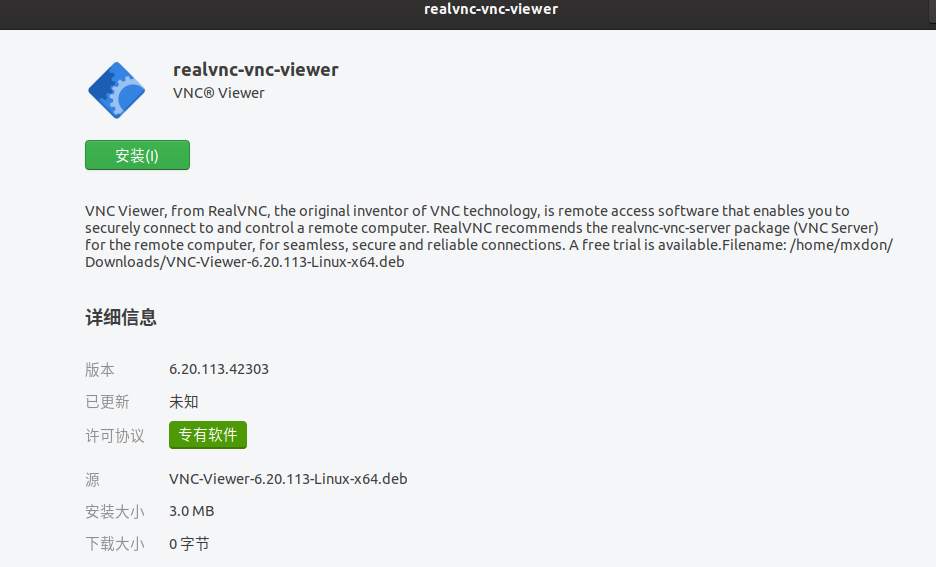 realvnc-vnc-viewer
realvnc-vnc-viewer
VNC® Viewer
安装(I)
VNC Viewer, from RealVNC, the original inventor of VNC technology, is remote access software that enables you to
securely connect to and control a remote computer. RealVNC recommends the realvnc-vnc-server package (VNC Server)
for the remote computer, for seamless, secure and reliable connections. A free trial is available.Filename: /home/mxdon/
Downloads/VNC-Viewer-6.20.113-Linux-x64.deb
详细信息
版本 6.20.113.42303
已更新 未知
许可协议 专有软件
源 VNC-Viewer-6.20.113-Linux-x64.deb
安装大小 3.0 MB
下载大小 0 字节